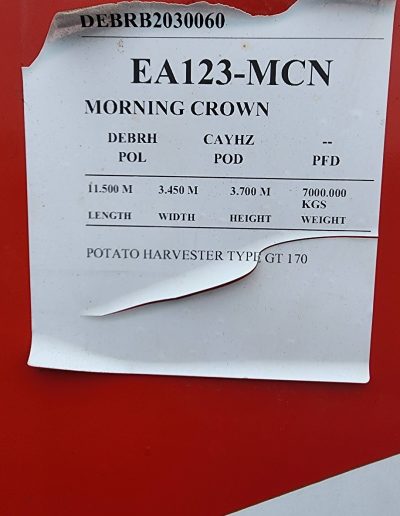 DEBRB2030060
EA123-MCN
MORNING CROWN
DEBRH CAYHZ --
POL POD PFD
11.500 M 3.450 M 3.700 M 7000.000 KGS
LENGTH WIDTH HEIGHT WEIGHT
POTATO HARVESTER TYPE GT 170